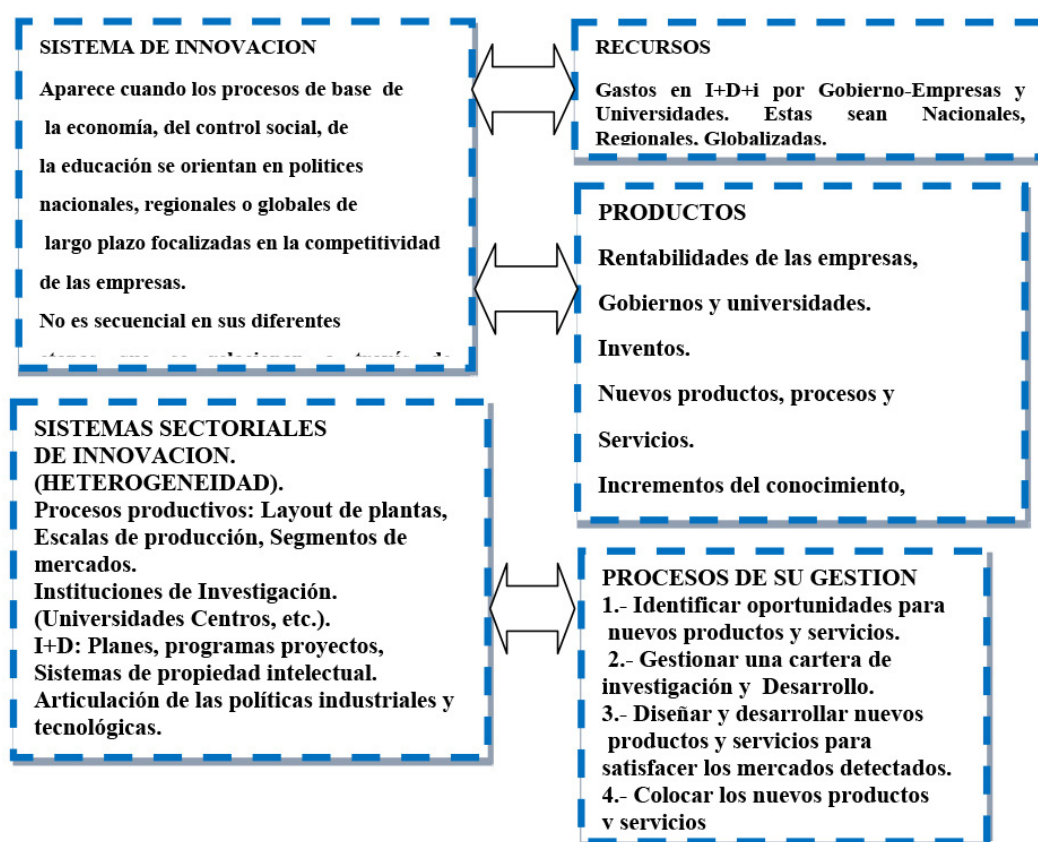 SISTEMA DE INNOVACION
Aparece cuando los procesos de base de
la economía, del control social, de
la educación se orientan en politices
nacionales, regionales o globales de
largo plazo focalizadas en la competitividad
de las empresas.
No es secuencial en sus diferentes
RECURSOS
Gastos en I+D+i por Gobierno-Empresas y
Universidades. Estas sean Nacionales,
Regionales. Globalizadas.
PRODUCTOS
Rentabilidades de las empresas,
Gobiernos y universidades.
Inventos.
Nuevos productos, procesos y
Servicios.
Incrementos del conocimiento,
SISTEMAS SECTORIALES
DE INNOVACION.
(HETEROGENEIDAD).
Procesos productivos: Layout de plantas,
Escalas de producción, Segmentos de
mercados.
Instituciones de Investigación.
(Universidades Centros, etc.).
I+D: Planes, programas proyectos,
Sistemas de propiedad intelectual.
Articulación de las políticas industriales y
tecnológicas.
PROCESOS DE SU GESTION
1.- Identificar oportunidades para
nuevos productos y servicios.
2.- Gestionar una cartera de
investigación y Desarrollo.
3.- Diseñar y desarrollar nuevos
productos y servicios para
satisfacer los mercados detectados.
4.- Colocar los nuevos productos
y servicios